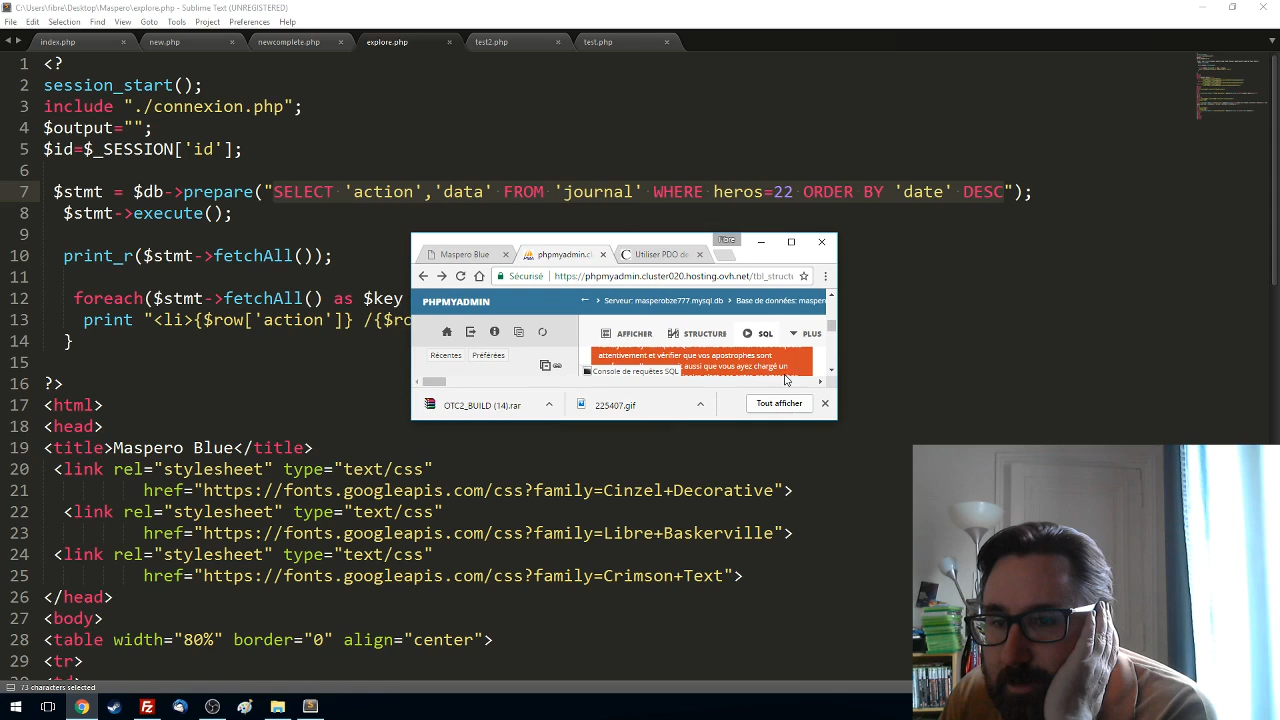 C:\Users\fibre\Desktop\Maspero\explore.php - Sublime Text (UNREGISTERED)
File Edit Selection Find View Goto Tools Project Preferences Help
index.php new.php newcomplete.php explore.php test2.php test.php
1 <?
2 session_start();
3 include "./connexion.php";
4 $output="";
5 $id=$_SESSION['id'];
6
7 $stmt = $db->prepare("SELECT 'action','data' FROM 'journal' WHERE heros=22 ORDER BY 'date' DESC");
8 $stmt->execute();
9
10 print_r($stmt->fetchAll());
11
12 foreach($stmt->fetchAll() as $key
13 print "<li>{$row['action']} /{$ro
14 }
15
16 ?>
17 <html>
18 <head>
19 <title>Maspero Blue</title>
20 <link rel="stylesheet" type="text/css"
21 href="https://fonts.googleapis.com/css?family=Cinzel+Decorative">
22 <link rel="stylesheet" type="text/css"
23 href="https://fonts.googleapis.com/css?family=Libre+Baskerville">
24 <link rel="stylesheet" type="text/css"
25 href="https://fonts.googleapis.com/css?family=Crimson+Text">
26 </head>
27 <body>
28 <table width="80%" border="0" align="center">
29 <tr>
73 characters selected
fibre
Maspero Blue phpmyadmin.cl Utiliser PDO de
Sécurisé https://phpmyadmin.cluster020.hosting.ovh.net/tbl_struct
PHPMYADMIN
Serveur: masperobze777.mysql.db » Base de données: masper
AFFICHER STRUCTURE SQL PLUS
Récentes Préférées
attentivement et vérifier que vos apostrophes sont
aussi que vous ayez chargé un
Console de requêtes SQL
OTC2_BUILD (14).rar 225407.gif Tout afficher